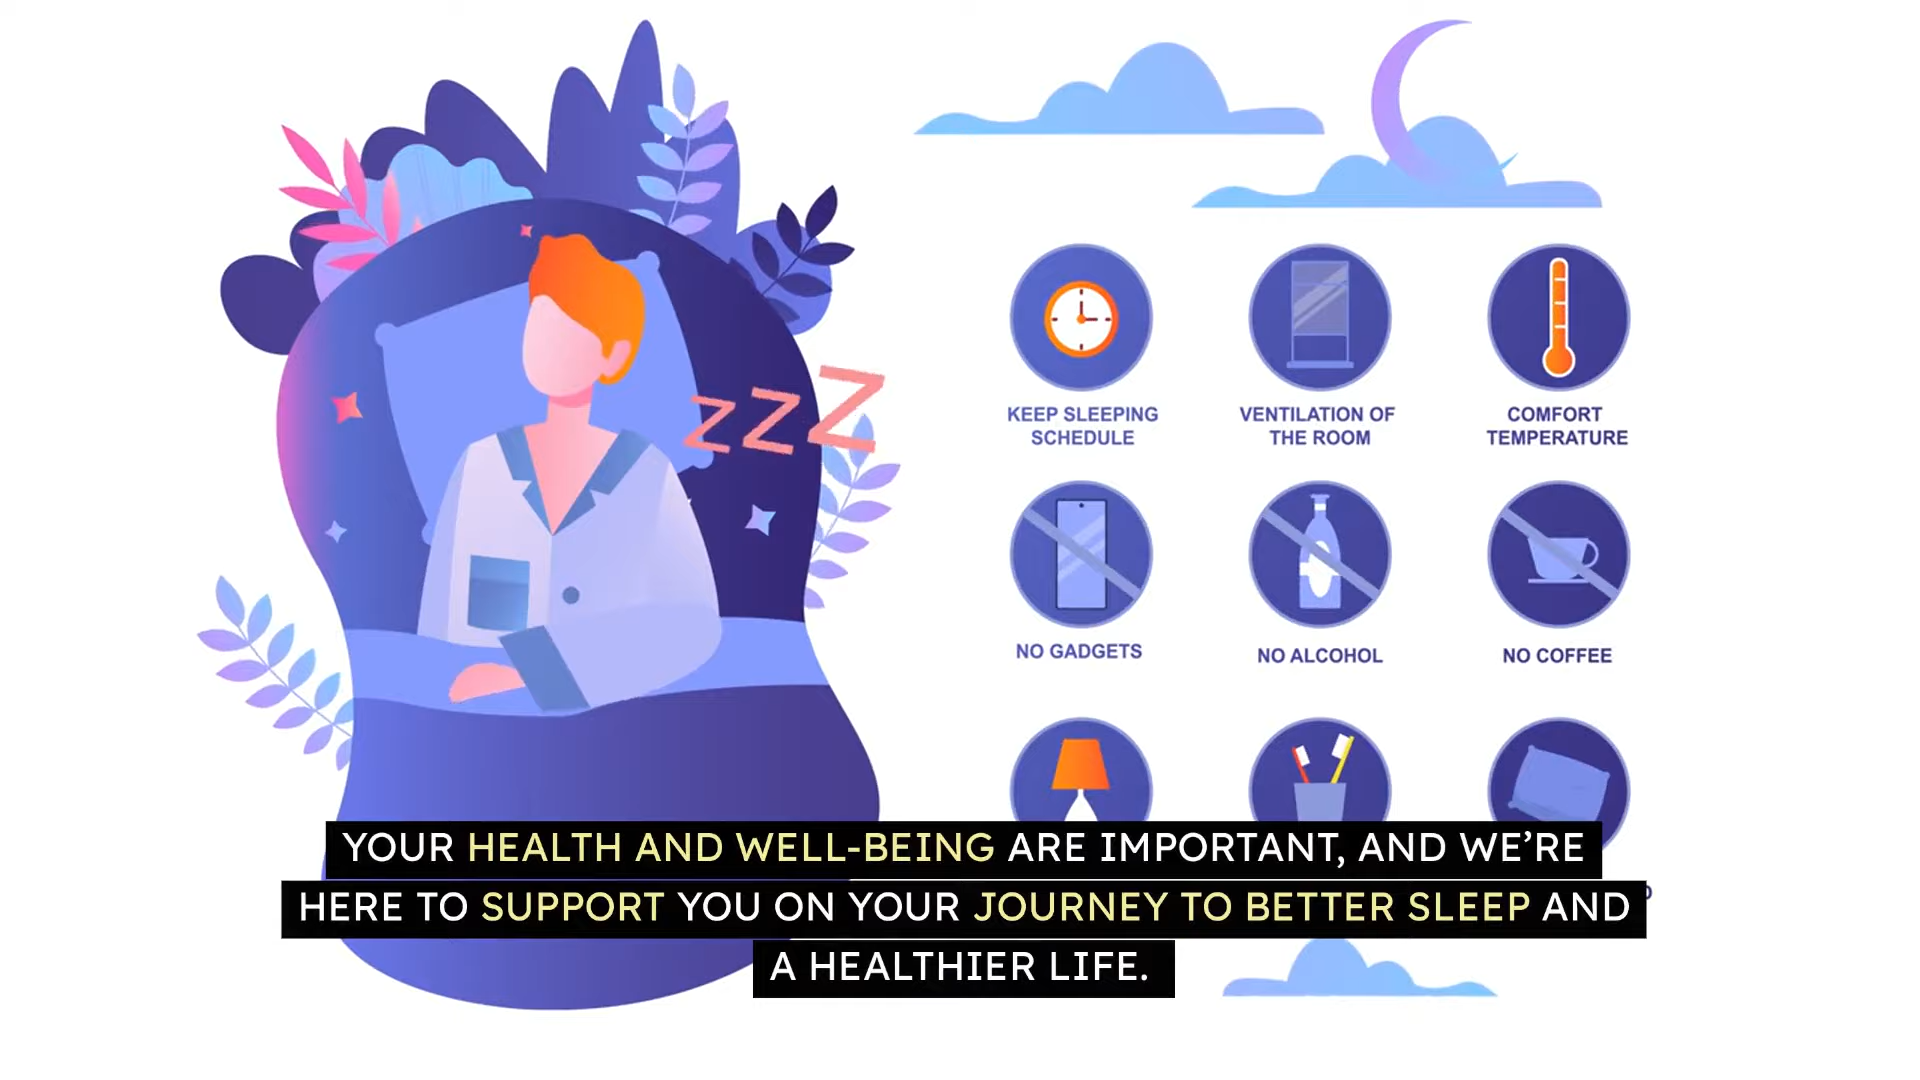 zzZ
KEEP SLEEPING
SCHEDULE
VENTILATION OF
THE ROOM
COMFORT
TEMPERATURE
NO GADGETS
NO ALCOHOL
NO COFFEE
YOUR HEALTH AND WELL-BEING ARE IMPORTANT, AND WE’RE
HERE TO SUPPORT YOU ON YOUR JOURNEY TO BETTER SLEEP AND
A HEALTHIER LIFE.